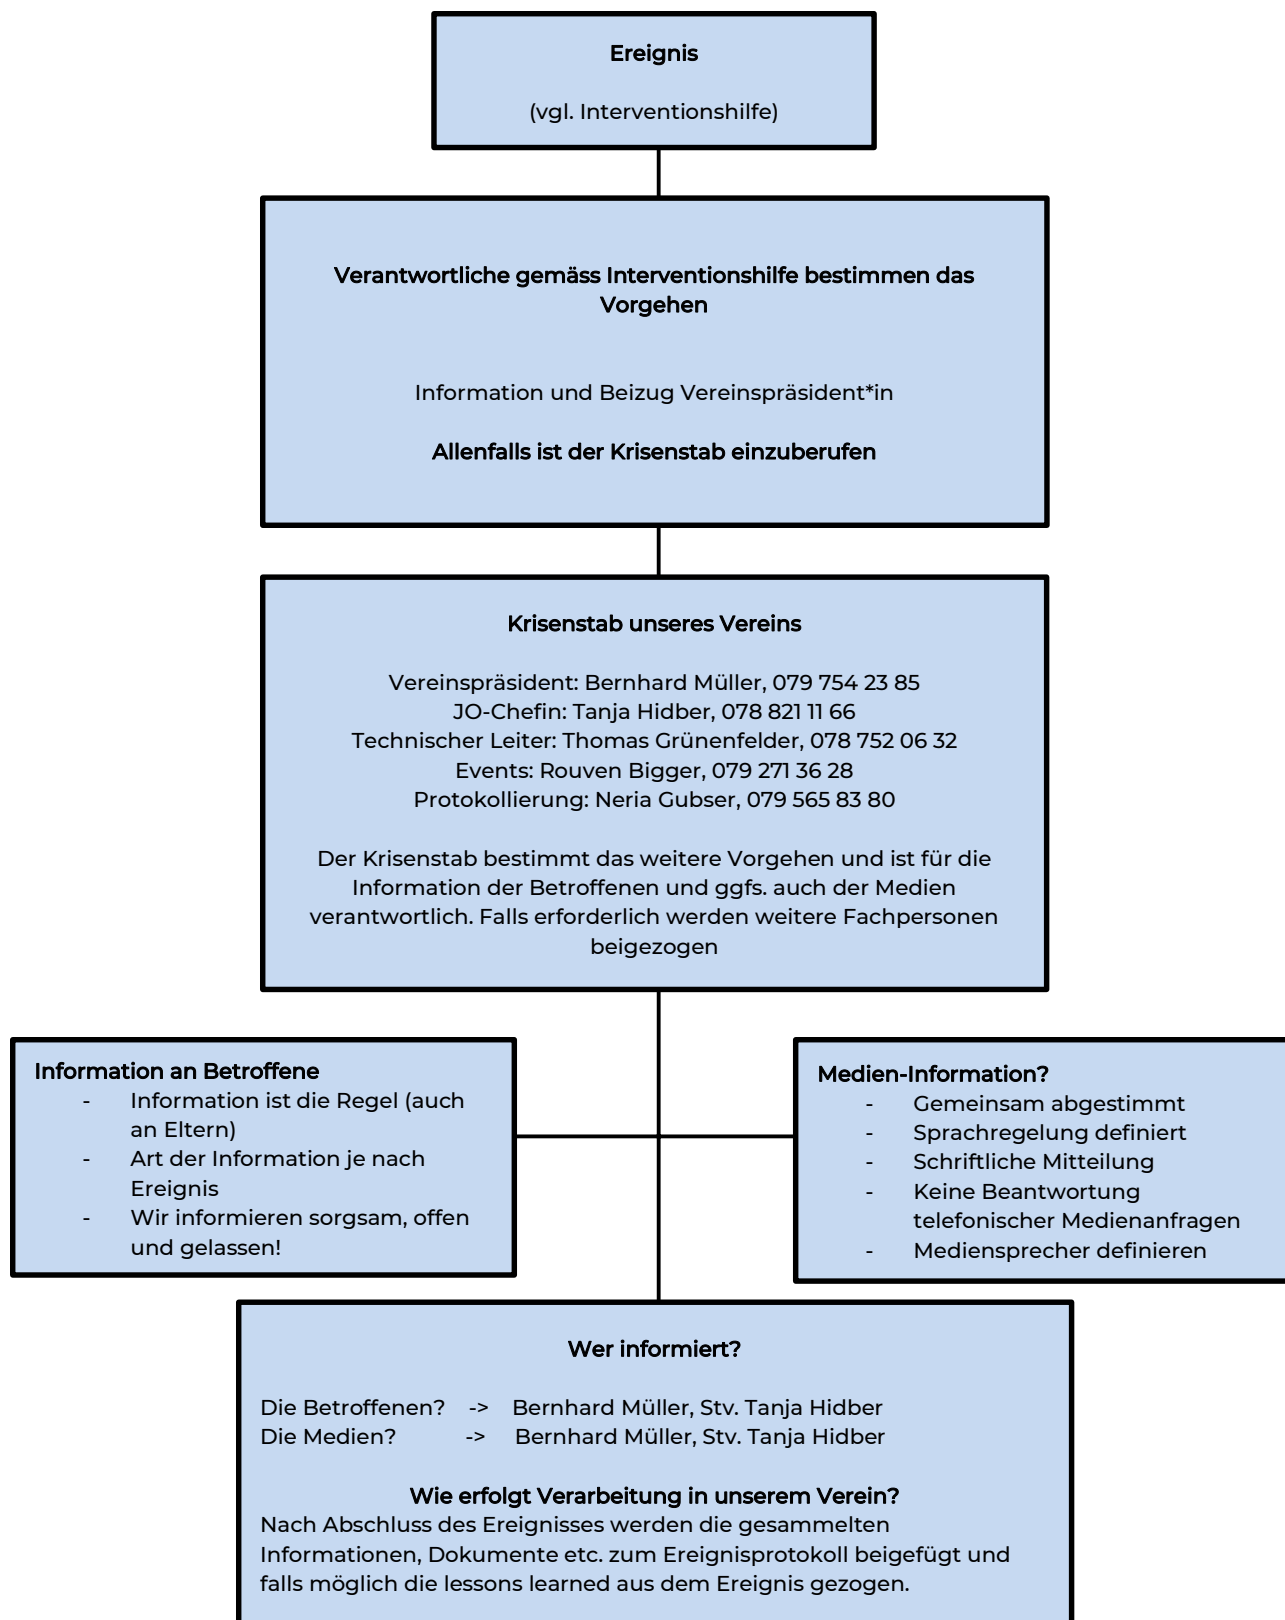 Ereignis
(vgl. Interventionshilfe)
Verantwortliche gemäss Interventionshilfe bestimmen das
Vorgehen
Information und Beizug Vereinspräsident*in
Allenfalls ist der Krisenstab einzuberufen
Krisenstab unseres Vereins
Vereinspräsident: Bernhard Müller, 079 754 23 85
JO-Chefin: Tanja Hidber, 078 821 11 66
Technischer Leiter: Thomas Grünenfelder, 078 752 06 32
Events: Rouven Bigger, 079 271 36 28
Protokollierung: Neria Gubser, 079 565 83 80
Der Krisenstab bestimmt das weitere Vorgehen und ist für die
Information der Betroffenen und ggfs. auch der Medien
verantwortlich. Falls erforderlich werden weitere Fachpersonen
beigezogen
Information an Betroffene
- Information ist die Regel (auch
an Eltern)
- Art der Information je nach
Ereignis
- Wir informieren sorgsam, offen
und gelassen!
Medien-Information?
- Gemeinsam abgestimmt
- Sprachregelung definiert
- Schriftliche Mitteilung
- Keine Beantwortung
telefonischer Medienanfragen
- Mediensprecher definieren
Wer informiert?
Die Betroffenen? -> Bernhard Müller, Stv. Tanja Hidber
Die Medien? -> Bernhard Müller, Stv. Tanja Hidber
Wie erfolgt Verarbeitung in unserem Verein?
Nach Abschluss des Ereignisses werden die gesammelten
Informationen, Dokumente etc. zum Ereignisprotokoll beigefügt und
falls möglich die lessons learned aus dem Ereignis gezogen.